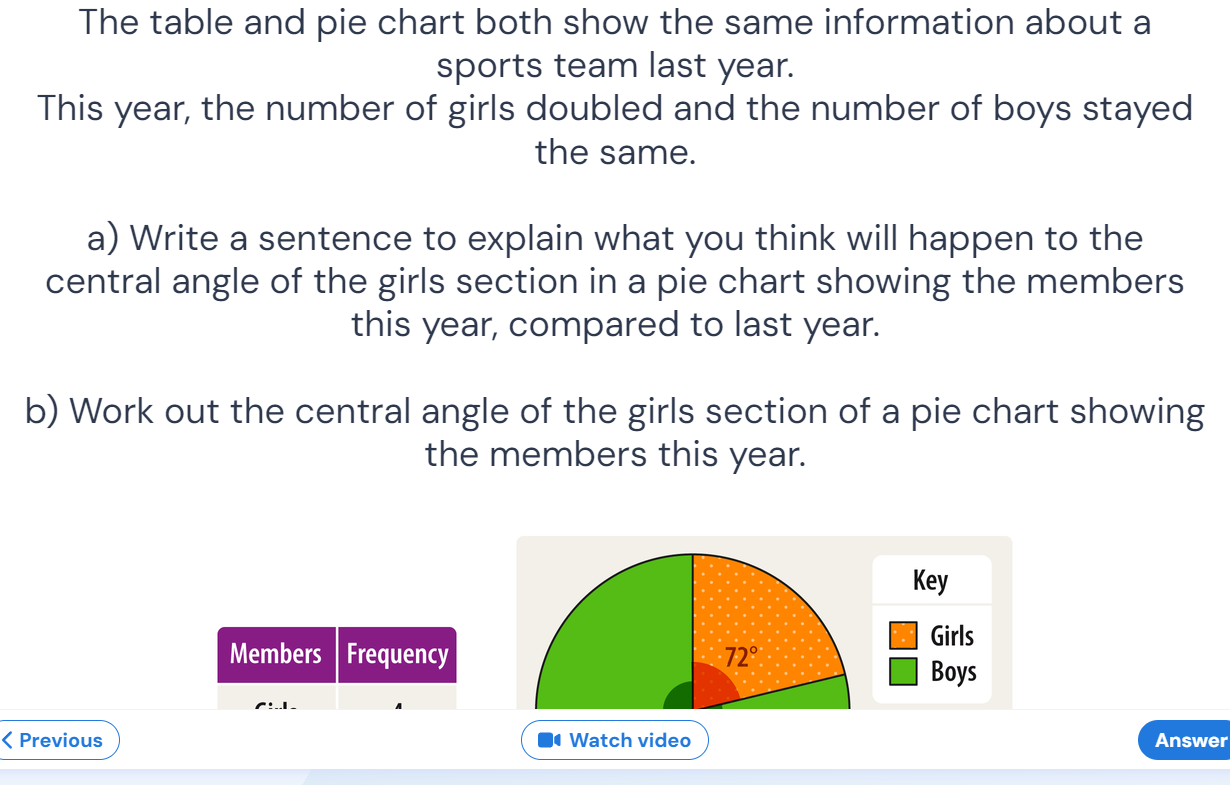 The table and pie chart both show the same information about a
sports team last year.
This year, the number of girls doubled and the number of boys stayed
the same.
a) Write a sentence to explain what you think will happen to the
central angle of the girls section in a pie chart showing the members
this year, compared to last year.
b) Work out the central angle of the girls section of a pie chart showing
the members this year.
Key
Girls
Boys
72°
Members Frequency
Girls 4
Previous
Watch video
Answer